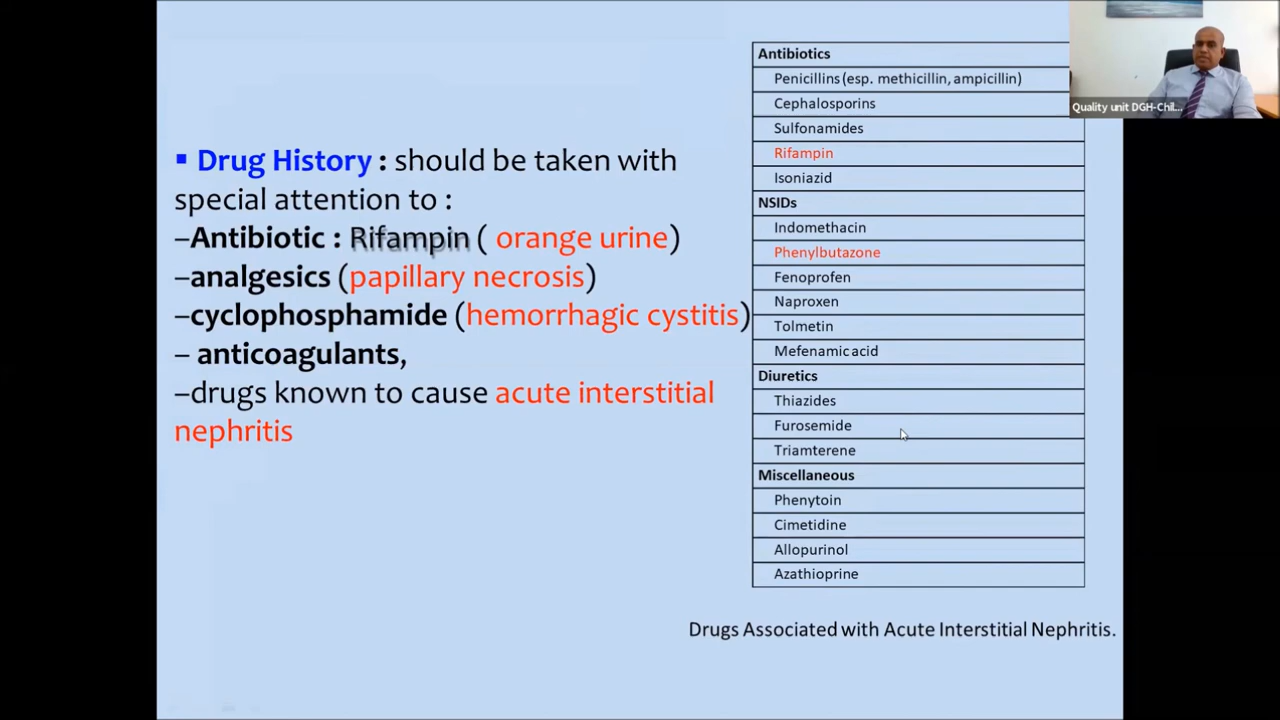 ▪ Drug History : should be taken with
special attention to :
–Antibiotic : Rifampin ( orange urine)
–analgesics (papillary necrosis)
–cyclophosphamide (hemorrhagic cystitis)
– anticoagulants,
–drugs known to cause acute interstitial
nephritis
Antibiotics
Penicillins (esp. methicillin, ampicillin)
Cephalosporins
Sulfonamides
Rifampin
Isoniazid
NSIDs
Indomethacin
Phenylbutazone
Fenoprofen
Naproxen
Tolmetin
Mefenamic acid
Diuretics
Thiazides
Furosemide
Triamterene
Miscellaneous
Phenytoin
Cimetidine
Allopurinol
Azathioprine
Drugs Associated with Acute Interstitial Nephritis.
Quality unit DGH-Chil...